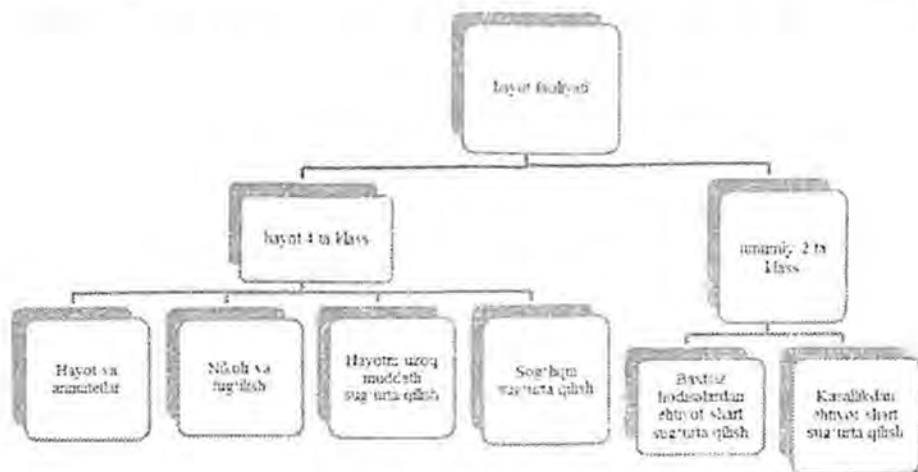 hayot faoliyati
hayot 4 ta klass
umumiy 2 ta
klass
Hayot va
annuitetlar
Nikoh va
tug'ilish
Hayotni uzoq
muddatli
sug'urta qilish
Sog'liqni
sug'urta qilish
Baxtsiz
hodisalardan
ehtiyot shart
sug'urta qilish
Kasallikdan
ehtiyot shart
sug'urta qilish